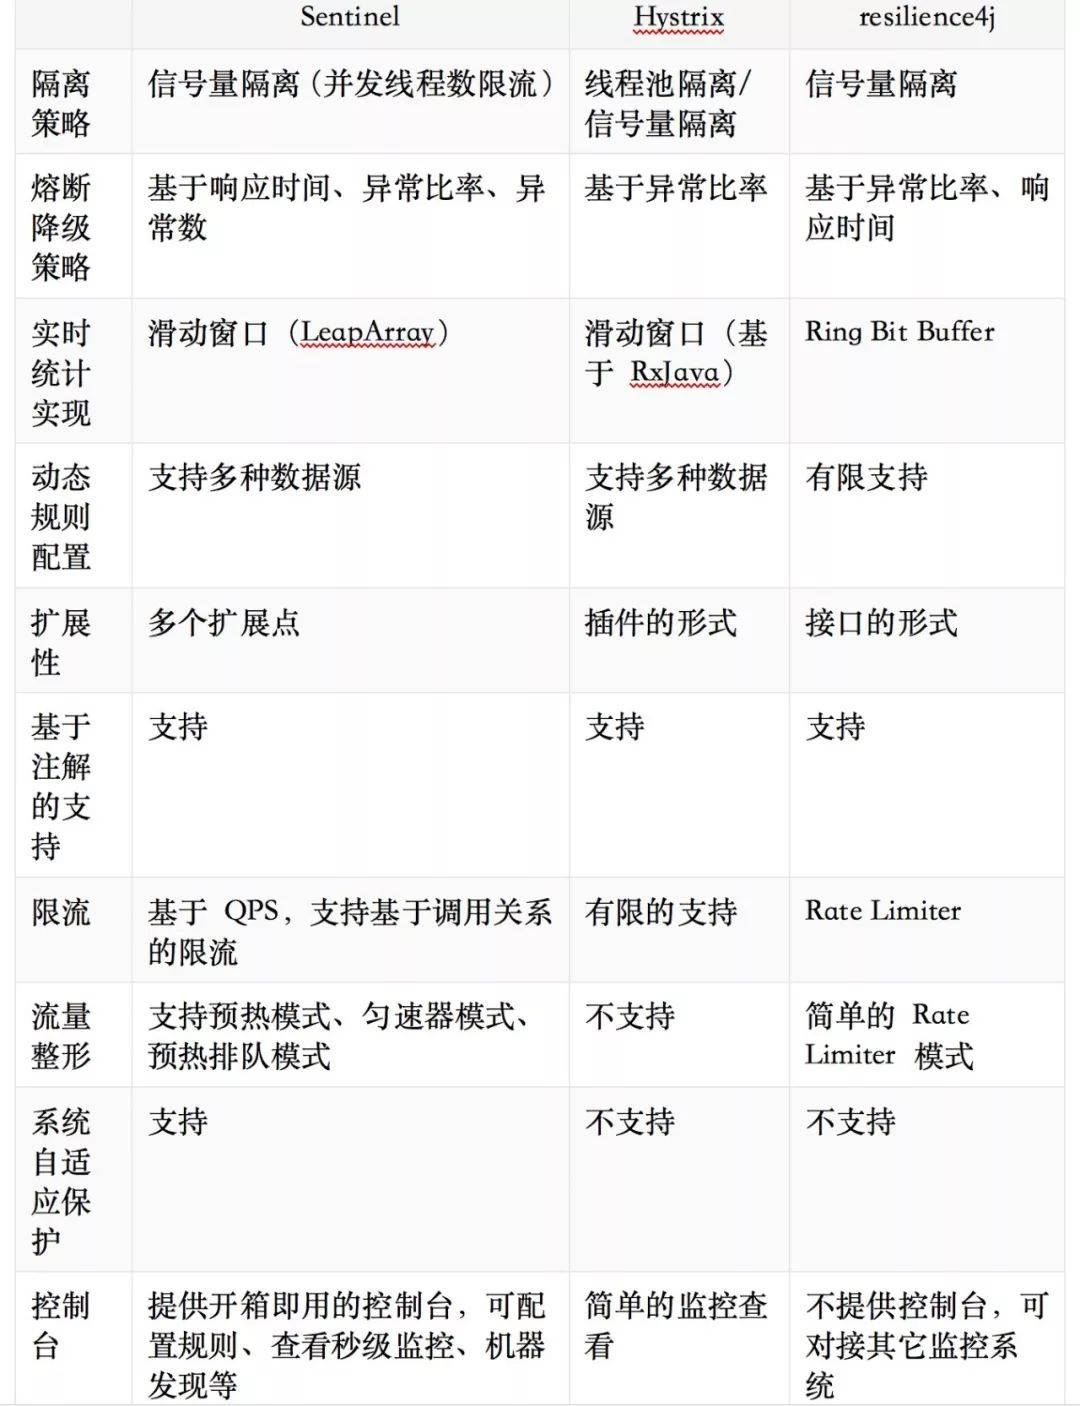 Sentinel
Hystrix
resilience4j
隔离
策略
信号量隔离（并发线程数限流）
线程池隔离/
信号量隔离
信号量隔离
熔断
降级
策略
基于响应时间、异常比率、异
常数
基于异常比率
基于异常比率、响
应时间
实时
统计
实现
滑动窗口（LeapArray）
滑动窗口（基
于 RxJava）
Ring Bit Buffer
动态
规则
配置
支持多种数据源
支持多种数据
源
有限支持
扩展
性
多个扩展点
插件的形式
接口的形式
基于
注解
的支
持
支持
支持
支持
限流
基于 QPS，支持基于调用关系
的限流
有限的支持
Rate Limiter
流量
整形
支持预热模式、匀速器模式、
预热排队模式
不支持
简单的 Rate
Limiter 模式
系统
自适
应保
护
支持
不支持
不支持
控制
台
提供开箱即用的控制台，可配
置规则、查看秒级监控、机器
发现等
简单的监控查
看
不提供控制台，可
对接其它监控系
统